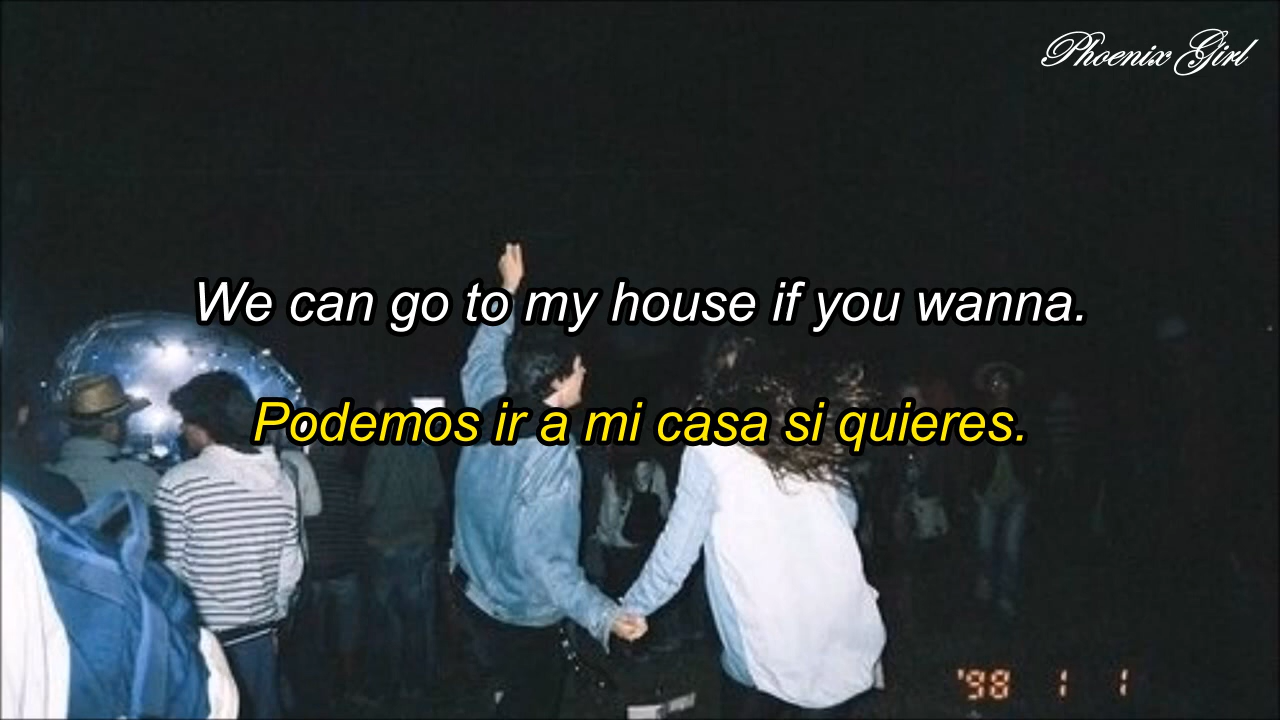 Phoenix Girl
We can go to my house if you wanna.
Podemos ir a mi casa si quieres.
'98 1 1